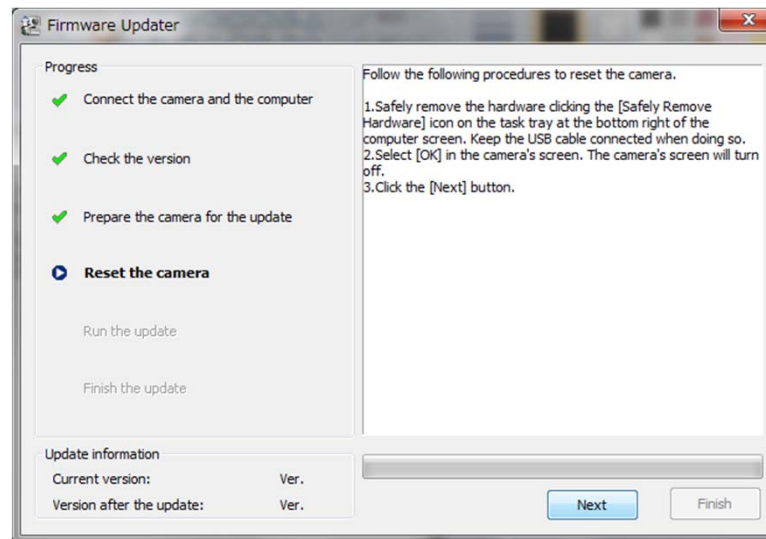 Firmware Updater
Progress
Connect the camera and the computer
Check the version
Prepare the camera for the update
Reset the camera
Run the update
Finish the update
Follow the following procedures to reset the camera.
1.Safely remove the hardware clicking the [Safely Remove
Hardware] icon on the task tray at the bottom right of the
computer screen. Keep the USB cable connected when doing so.
2.Select [OK] in the camera's screen. The camera's screen will turn
off.
3.Click the [Next] button.
Update information
Current version: Ver.
Version after the update: Ver.
Next
Finish